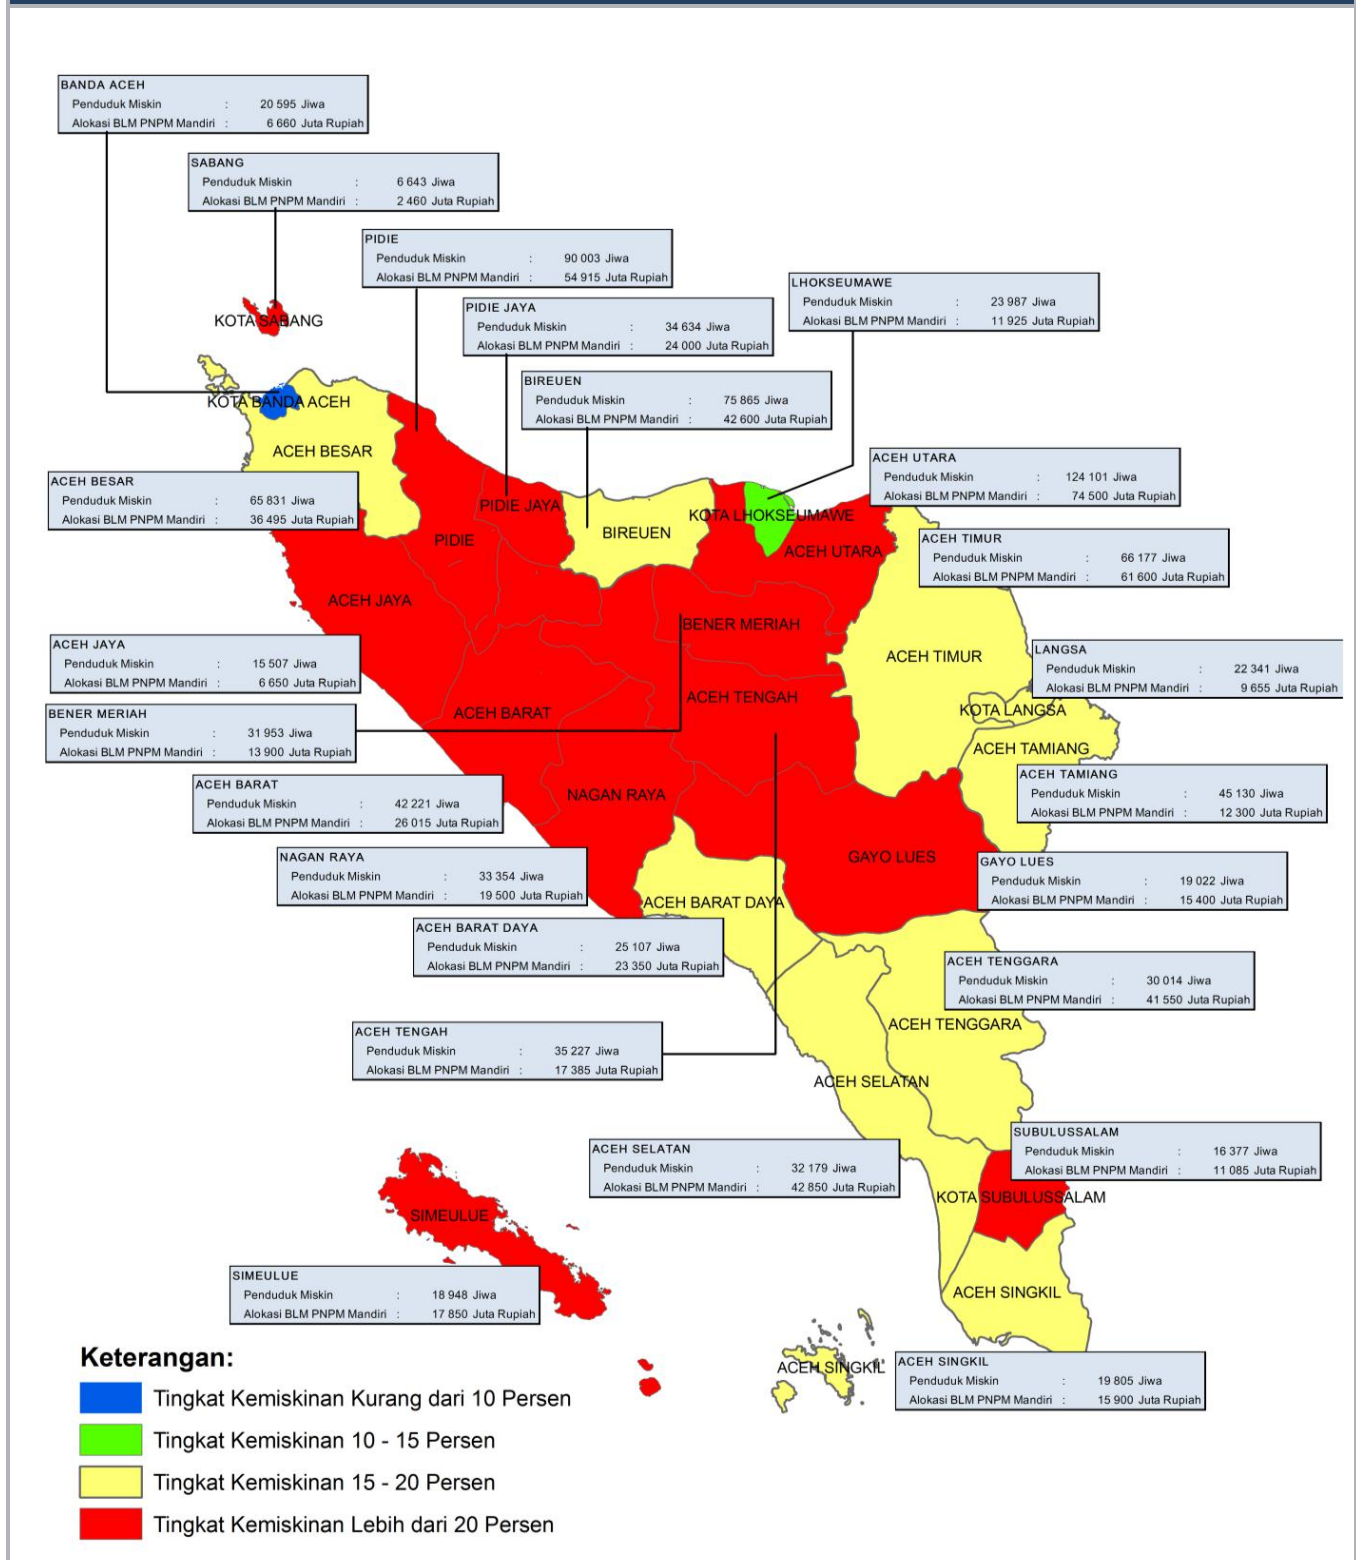 BANDA ACEH
Penduduk Miskin : 20 595 Jiwa
Alokasi BLM PNPM Mandiri : 6 660 Juta Rupiah
SABANG
Penduduk Miskin : 6 643 Jiwa
Alokasi BLM PNPM Mandiri : 2 460 Juta Rupiah
PIDIE
Penduduk Miskin : 90 003 Jiwa
Alokasi BLM PNPM Mandiri : 54 915 Juta Rupiah
LHOKSEUMAWE
Penduduk Miskin : 23 987 Jiwa
Alokasi BLM PNPM Mandiri : 11 925 Juta Rupiah
PIDIE JAYA
Penduduk Miskin : 34 634 Jiwa
Alokasi BLM PNPM Mandiri : 24 000 Juta Rupiah
KOTA SABANG
BIREUEN
Penduduk Miskin : 75 865 Jiwa
Alokasi BLM PNPM Mandiri : 42 600 Juta Rupiah
KOTA BANDA ACEH
ACEH BESAR
ACEH UTARA
Penduduk Miskin : 124 101 Jiwa
Alokasi BLM PNPM Mandiri : 74 500 Juta Rupiah
ACEH BESAR
Penduduk Miskin : 65 831 Jiwa
Alokasi BLM PNPM Mandiri : 36 495 Juta Rupiah
PIDIE JAYA
KOTA LHOKSEUMAWE
BIREUEN
PIDIE
ACEH UTARA
ACEH TIMUR
Penduduk Miskin : 66 177 Jiwa
Alokasi BLM PNPM Mandiri : 61 600 Juta Rupiah
ACEH JAYA
BENER MERIAH
ACEH TIMUR
ACEH JAYA
Penduduk Miskin : 15 507 Jiwa
Alokasi BLM PNPM Mandiri : 6 650 Juta Rupiah
LANGSA
Penduduk Miskin : 22 341 Jiwa
Alokasi BLM PNPM Mandiri : 9 655 Juta Rupiah
ACEH TENGAH
ACEH BARAT
KOTA LANGSA
BENER MERIAH
Penduduk Miskin : 31 953 Jiwa
Alokasi BLM PNPM Mandiri : 13 900 Juta Rupiah
ACEH TAMIANG
ACEH TAMIANG
Penduduk Miskin : 45 130 Jiwa
Alokasi BLM PNPM Mandiri : 12 300 Juta Rupiah
ACEH BARAT
Penduduk Miskin : 42 221 Jiwa
Alokasi BLM PNPM Mandiri : 26 015 Juta Rupiah
NAGAN RAYA
GAYO LUES
NAGAN RAYA
Penduduk Miskin : 33 354 Jiwa
Alokasi BLM PNPM Mandiri : 19 500 Juta Rupiah
GAYO LUES
Penduduk Miskin : 19 022 Jiwa
Alokasi BLM PNPM Mandiri : 15 400 Juta Rupiah
ACEH BARAT DAYA
ACEH BARAT DAYA
Penduduk Miskin : 25 107 Jiwa
Alokasi BLM PNPM Mandiri : 23 350 Juta Rupiah
ACEH TENGGARA
Penduduk Miskin : 30 014 Jiwa
Alokasi BLM PNPM Mandiri : 41 550 Juta Rupiah
ACEH TENGGARA
ACEH TENGAH
Penduduk Miskin : 35 227 Jiwa
Alokasi BLM PNPM Mandiri : 17 385 Juta Rupiah
ACEH SELATAN
SUBULUSSALAM
Penduduk Miskin : 16 377 Jiwa
Alokasi BLM PNPM Mandiri : 11 085 Juta Rupiah
ACEH SELATAN
Penduduk Miskin : 32 179 Jiwa
Alokasi BLM PNPM Mandiri : 42 850 Juta Rupiah
KOTA SUBULUSSALAM
SIMEULUE
SIMEULUE
Penduduk Miskin : 18 948 Jiwa
Alokasi BLM PNPM Mandiri : 17 850 Juta Rupiah
ACEH SINGKIL
ACEH SINGKIL
ACEH SINGKIL
Penduduk Miskin : 19 805 Jiwa
Alokasi BLM PNPM Mandiri : 15 900 Juta Rupiah
Keterangan:
Tingkat Kemiskinan Kurang dari 10 Persen
Tingkat Kemiskinan 10 - 15 Persen
Tingkat Kemiskinan 15 - 20 Persen
Tingkat Kemiskinan Lebih dari 20 Persen